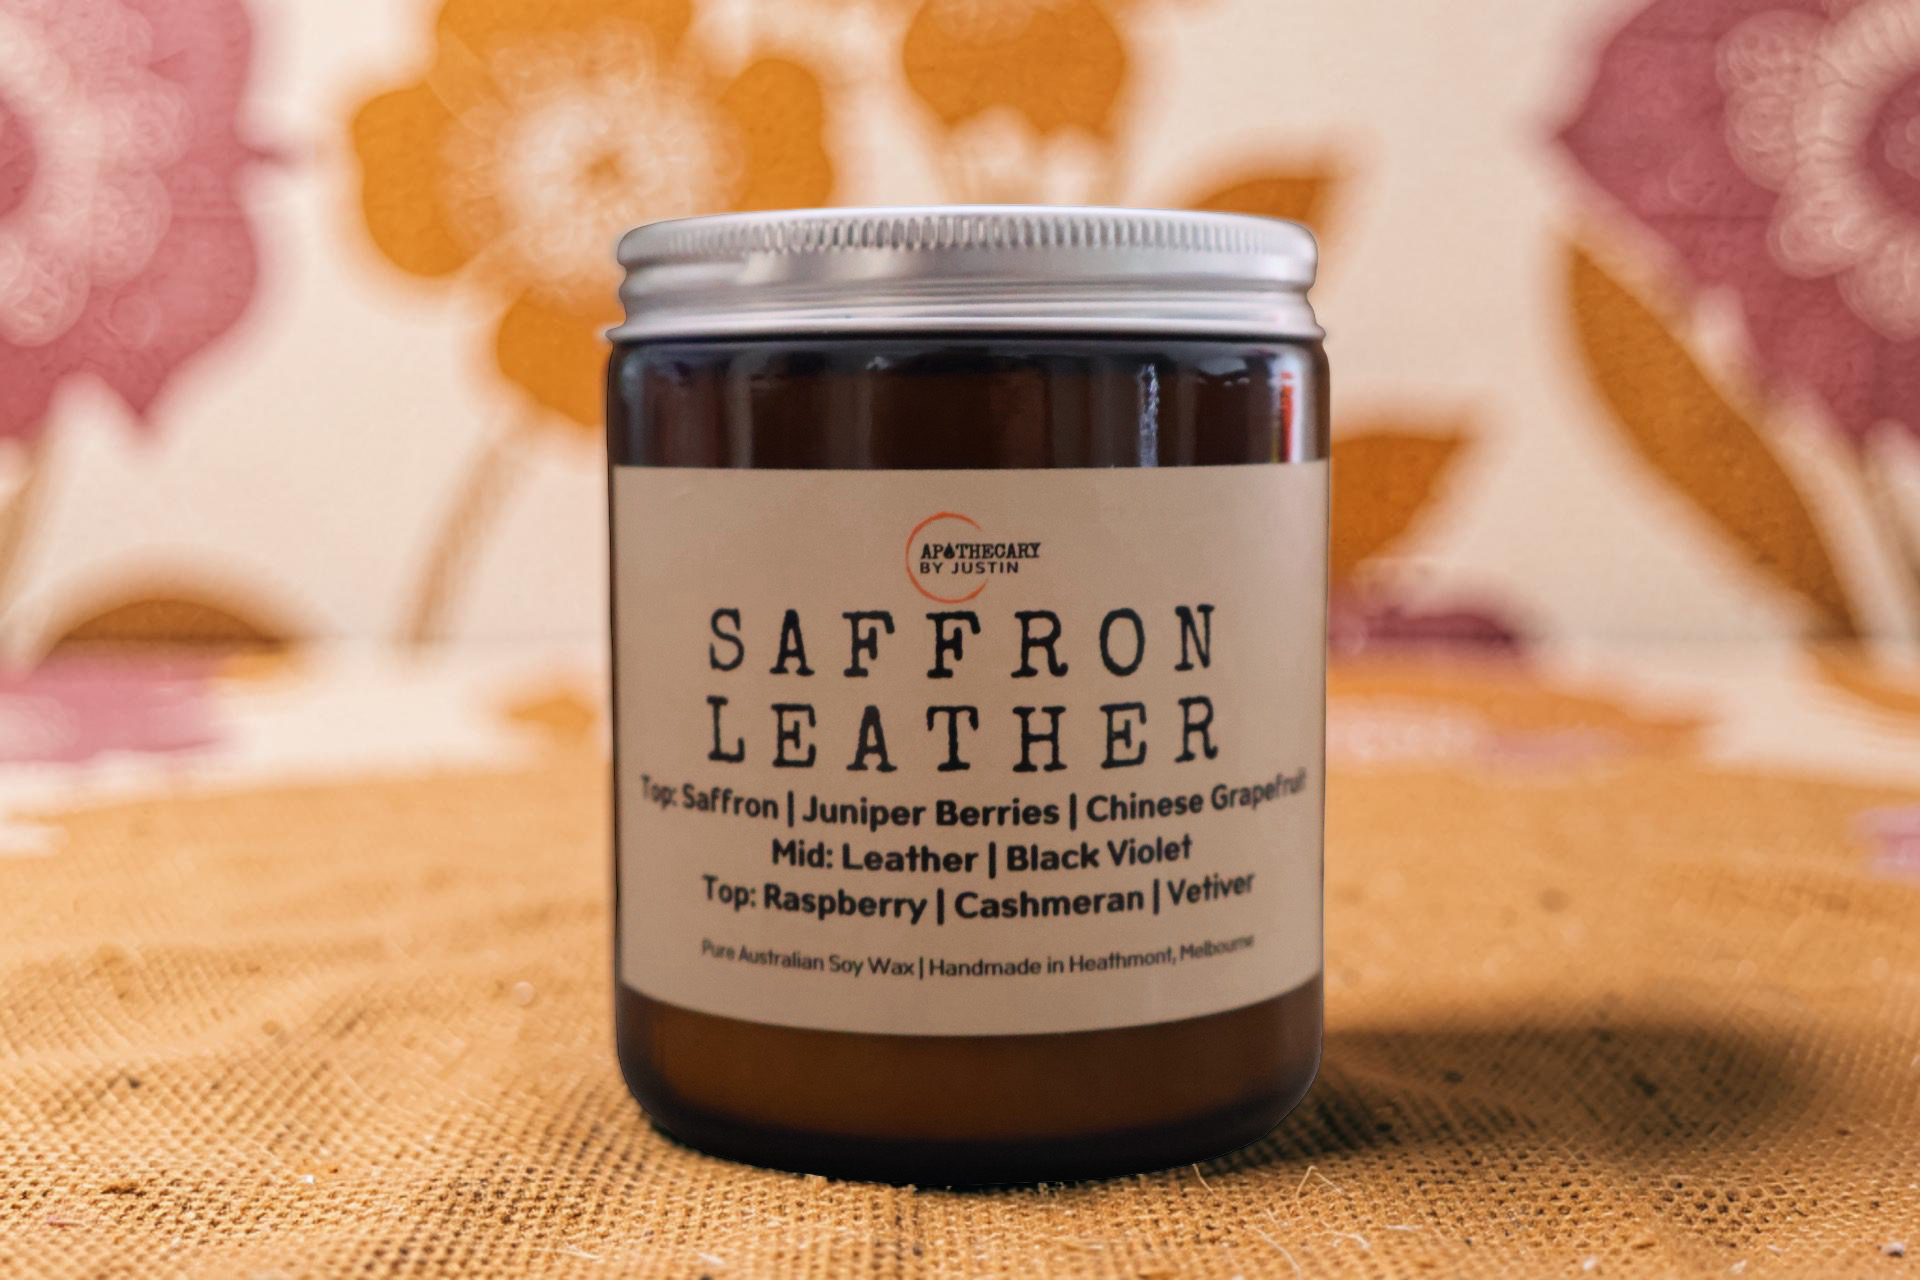 APOTHECARY
BY JUSTIN
SAFFRON
LEATHER
Top: Saffron | Juniper Berries | Chinese Grapefruit
Mid: Leather | Black Violet
Top: Raspberry | Cashmeran | Vetiver
Pure Australian Soy Wax | Handmade in Heathmont, Melbourne